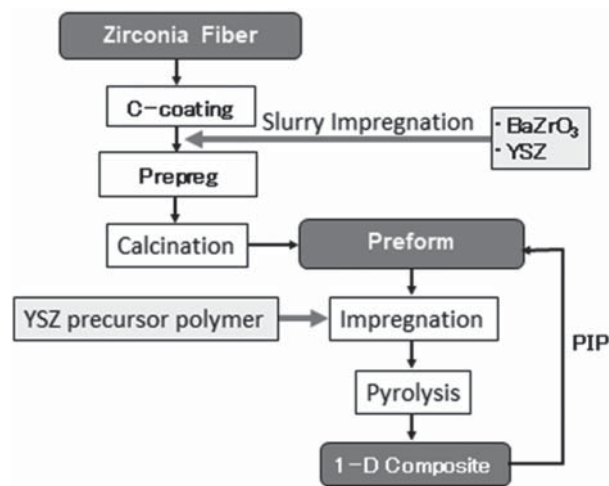 Zirconia Fiber
C-coating
Slurry Impregnation
· BaZrO₃
· YSZ
Prepreg
Calcination
Preform
YSZ precursor polymer
Impregnation
PIP
Pyrolysis
1-D Composite